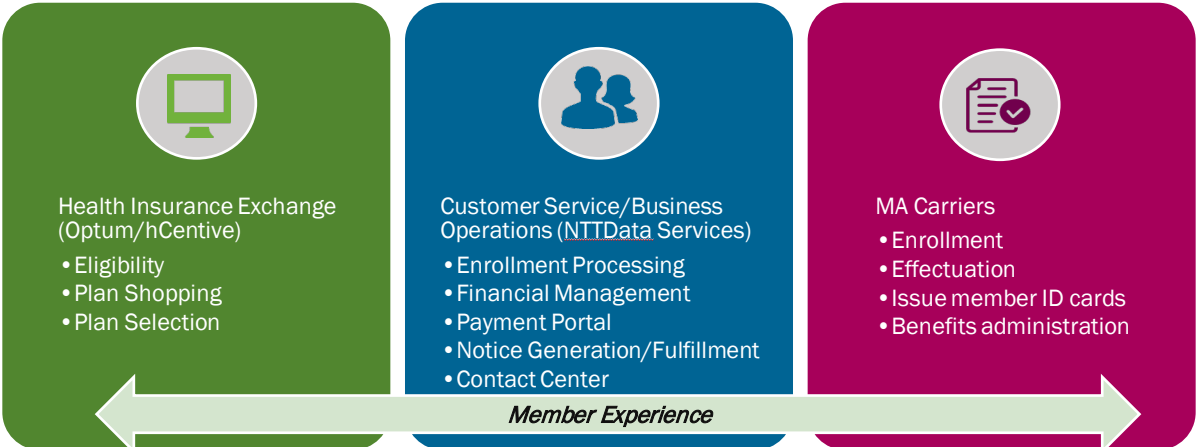 Health Insurance Exchange
(Optum/hCentive)
•Eligibility
•Plan Shopping
•Plan Selection
Customer Service/Business
Operations (NTTData Services)
•Enrollment Processing
•Financial Management
•Payment Portal
•Notice Generation/Fulfillment
•Contact Center
MA Carriers
•Enrollment
•Effectuation
•Issue member ID cards
•Benefits administration
Member Experience